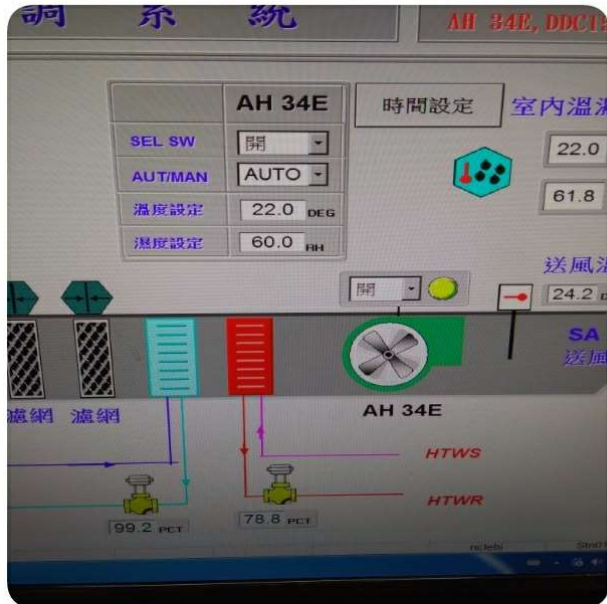 調 系 統
AH 34E, DDC1
AH 34E
時間設定
室內溫
SEL SW
開
22.0
AUT/MAN
AUTO
溫度設定
22.0 DEG
61.8
濕度設定
60.0 RH
送風
開
24.2
SA
送風
濾網
濾網
AH 34E
HTWS
HTWR
99.2 PCT
78.8 PCT